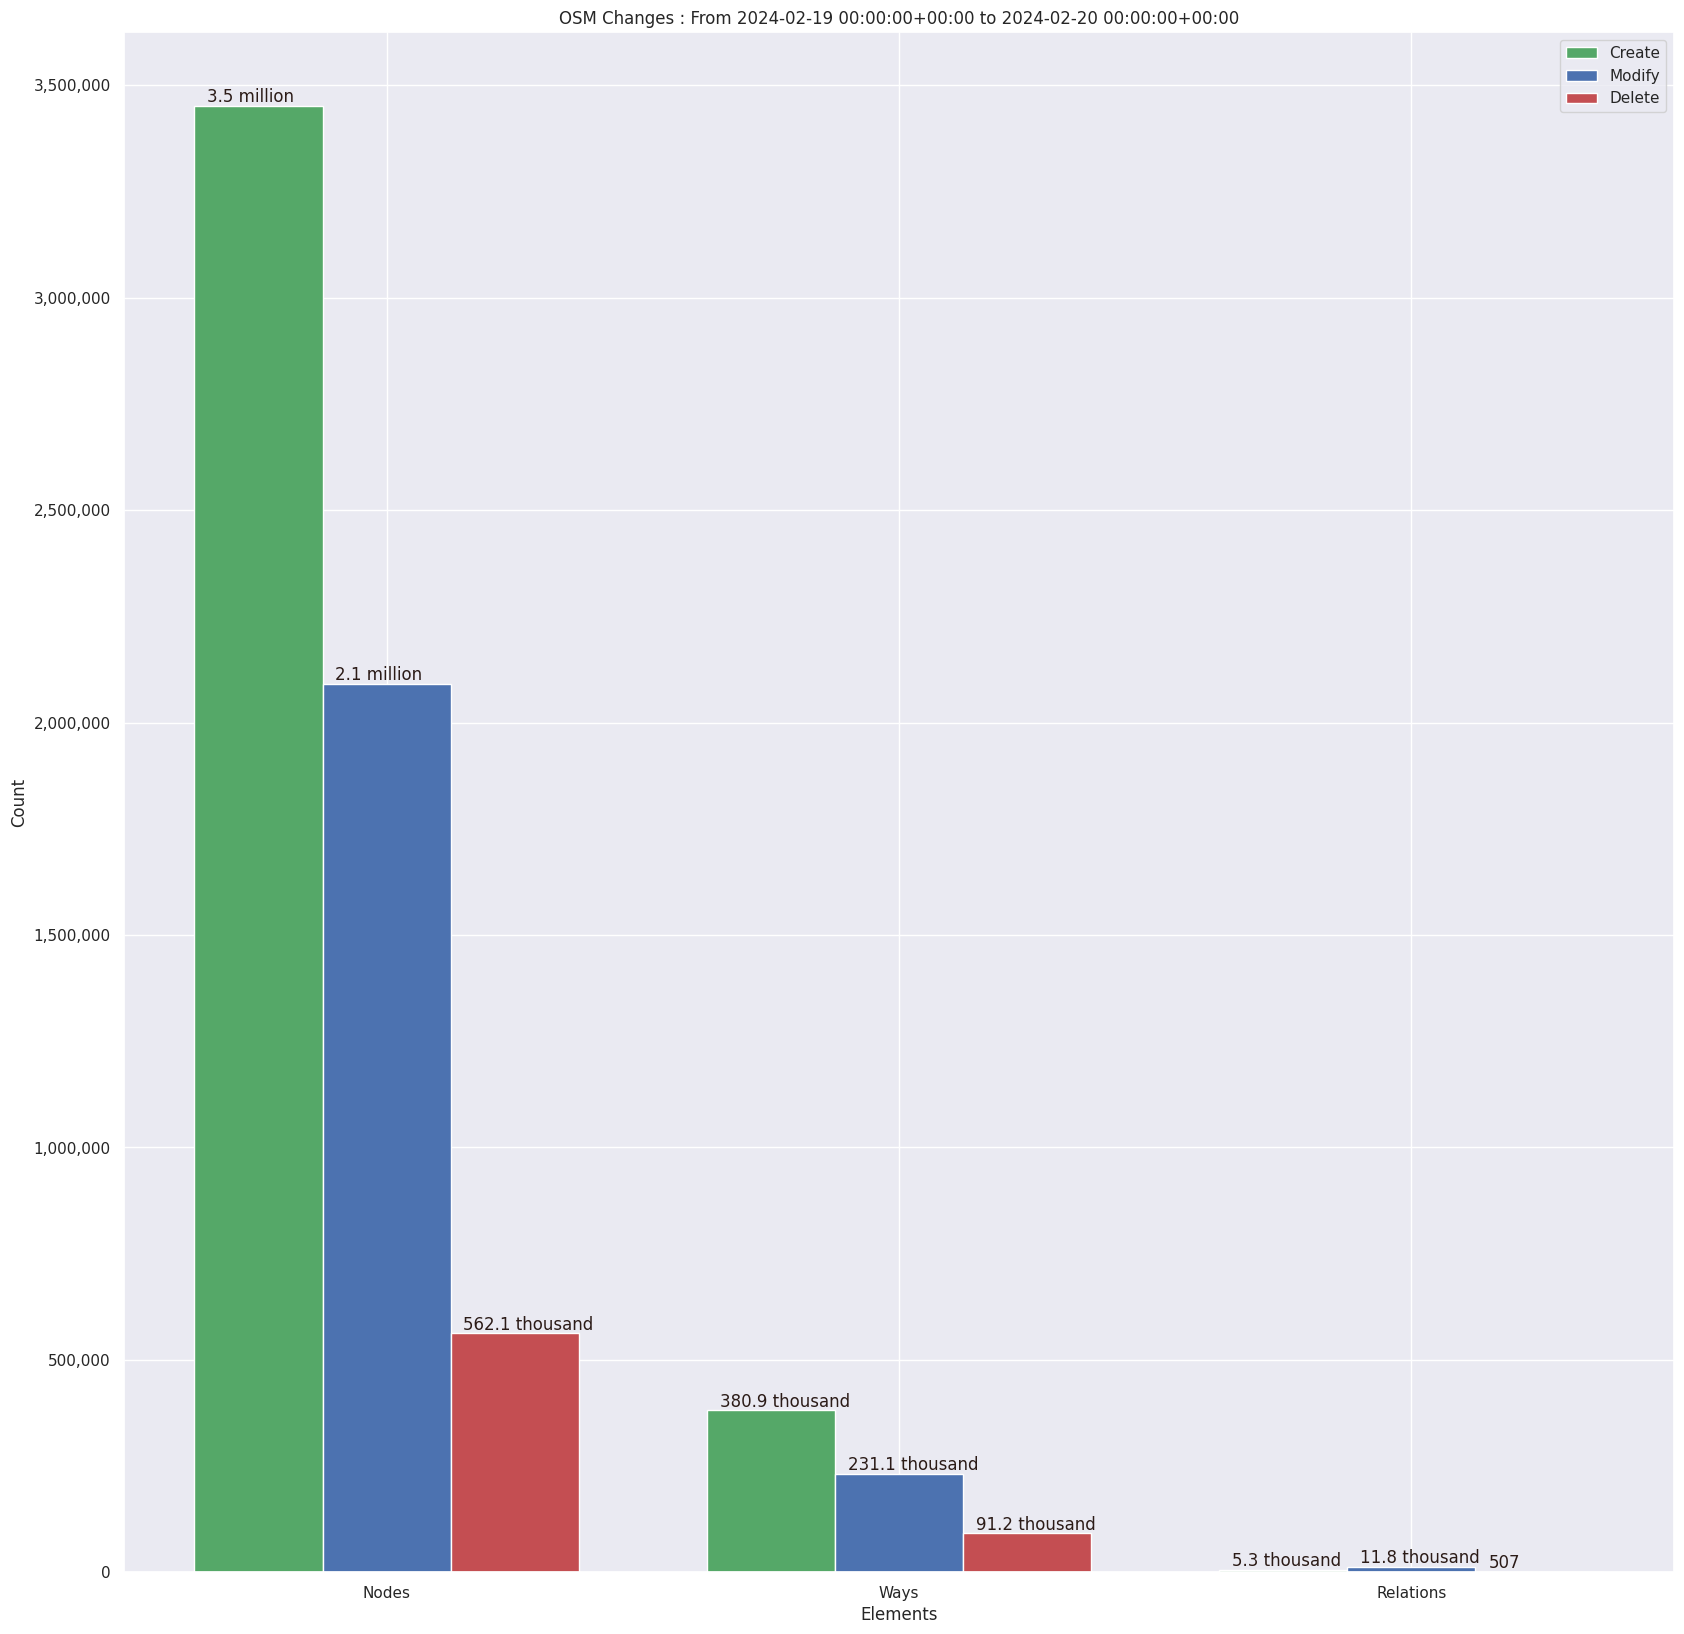 OSM Changes : From 2024-02-19 00:00:00+00:00 to 2024-02-20 00:00:00+00:00
Create
Modify
Delete
3,500,000
3,000,000
2,500,000
2,000,000
1,500,000
1,000,000
500,000
0
Count
3.5 million
2.1 million
562.1 thousand
380.9 thousand
231.1 thousand
91.2 thousand
5.3 thousand
11.8 thousand
507
Nodes
Ways
Relations
Elements